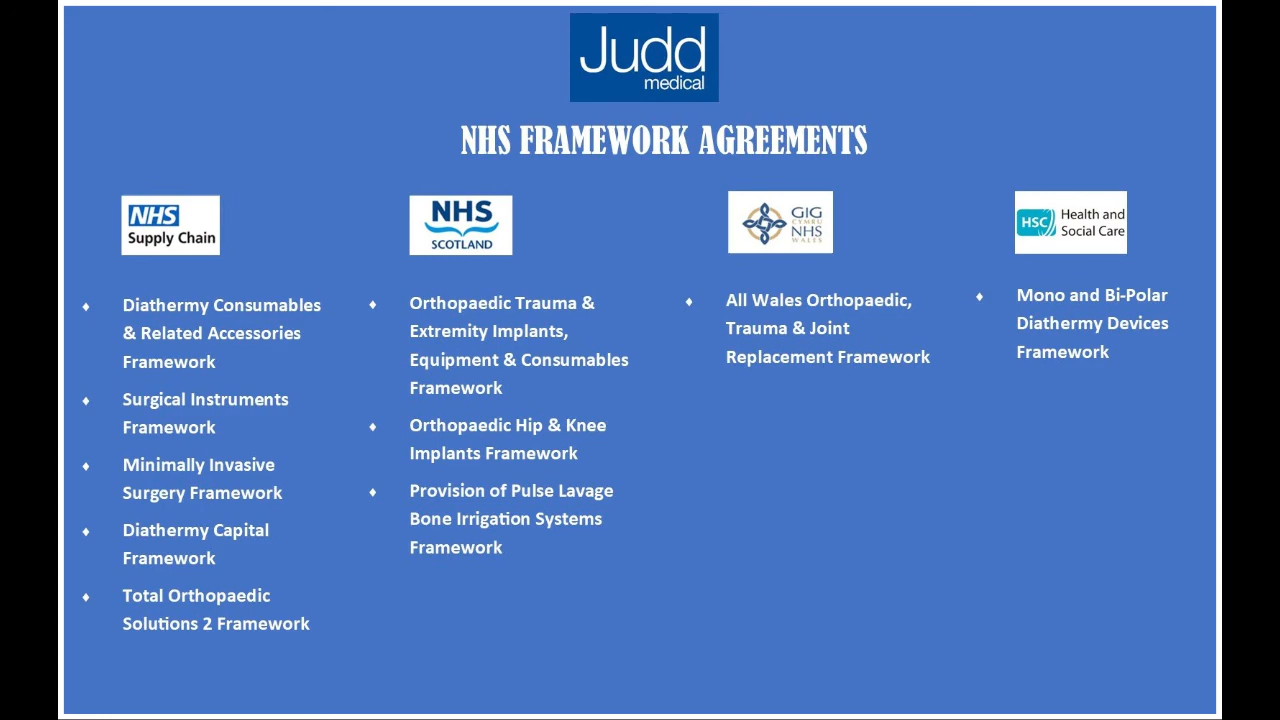 Judd
medical
NHS FRAMEWORK AGREEMENTS
NHS
Supply Chain
♦ Diathermy Consumables
& Related Accessories
Framework
♦ Surgical Instruments
Framework
♦ Minimally Invasive
Surgery Framework
♦ Diathermy Capital
Framework
♦ Total Orthopaedic
Solutions 2 Framework
NHS
SCOTLAND
♦ Orthopaedic Trauma &
Extremity Implants,
Equipment & Consumables
Framework
♦ Orthopaedic Hip & Knee
Implants Framework
♦ Provision of Pulse Lavage
Bone Irrigation Systems
Framework
GIG
CYMRU
NHS
WALES
♦ All Wales Orthopaedic,
Trauma & Joint
Replacement Framework
HSC
Health and
Social Care
♦ Mono and Bi-Polar
Diathermy Devices
Framework